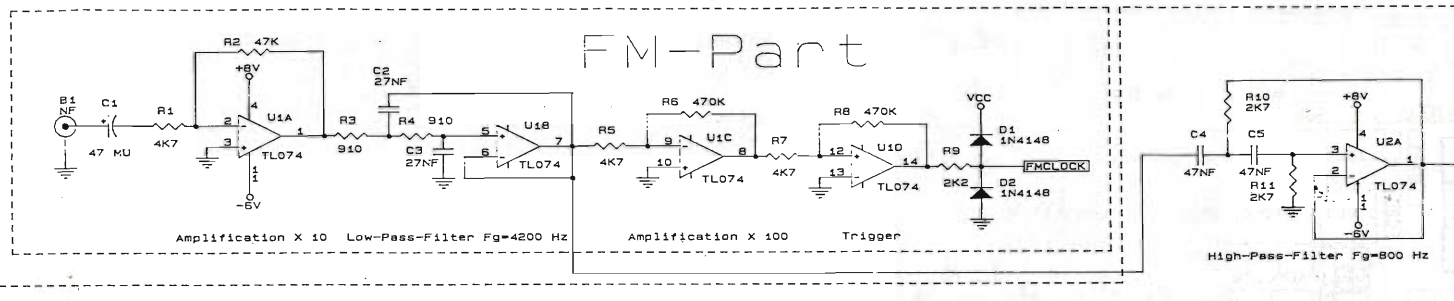 FM-Part
R2 47K
+8V
4
B1
NF
C1
+
47 MU
R1
4K7
2
3
U1A
1
TL074
11
-6V
C2
27NF
R3
910
R4 910
C3
27NF
5
6
U1B
7
TL074
R5
4K7
R6 470K
9
10
U1C
8
TL074
R7
4K7
R8 470K
12
13
U1D
14
TL074
R9
2K2
VCC
D1
1N4148
FMCLOCK
D2
1N4148
Amplification X 10
Low-Pass-Filter Fg=4200 Hz
Amplification X 100
Trigger
C4
47NF
R10
2K7
C5
47NF
R11
2K7
+8V
4
U2A
3
2
1
TL074
11
-6V
High-Pass-Filter Fg=800 Hz